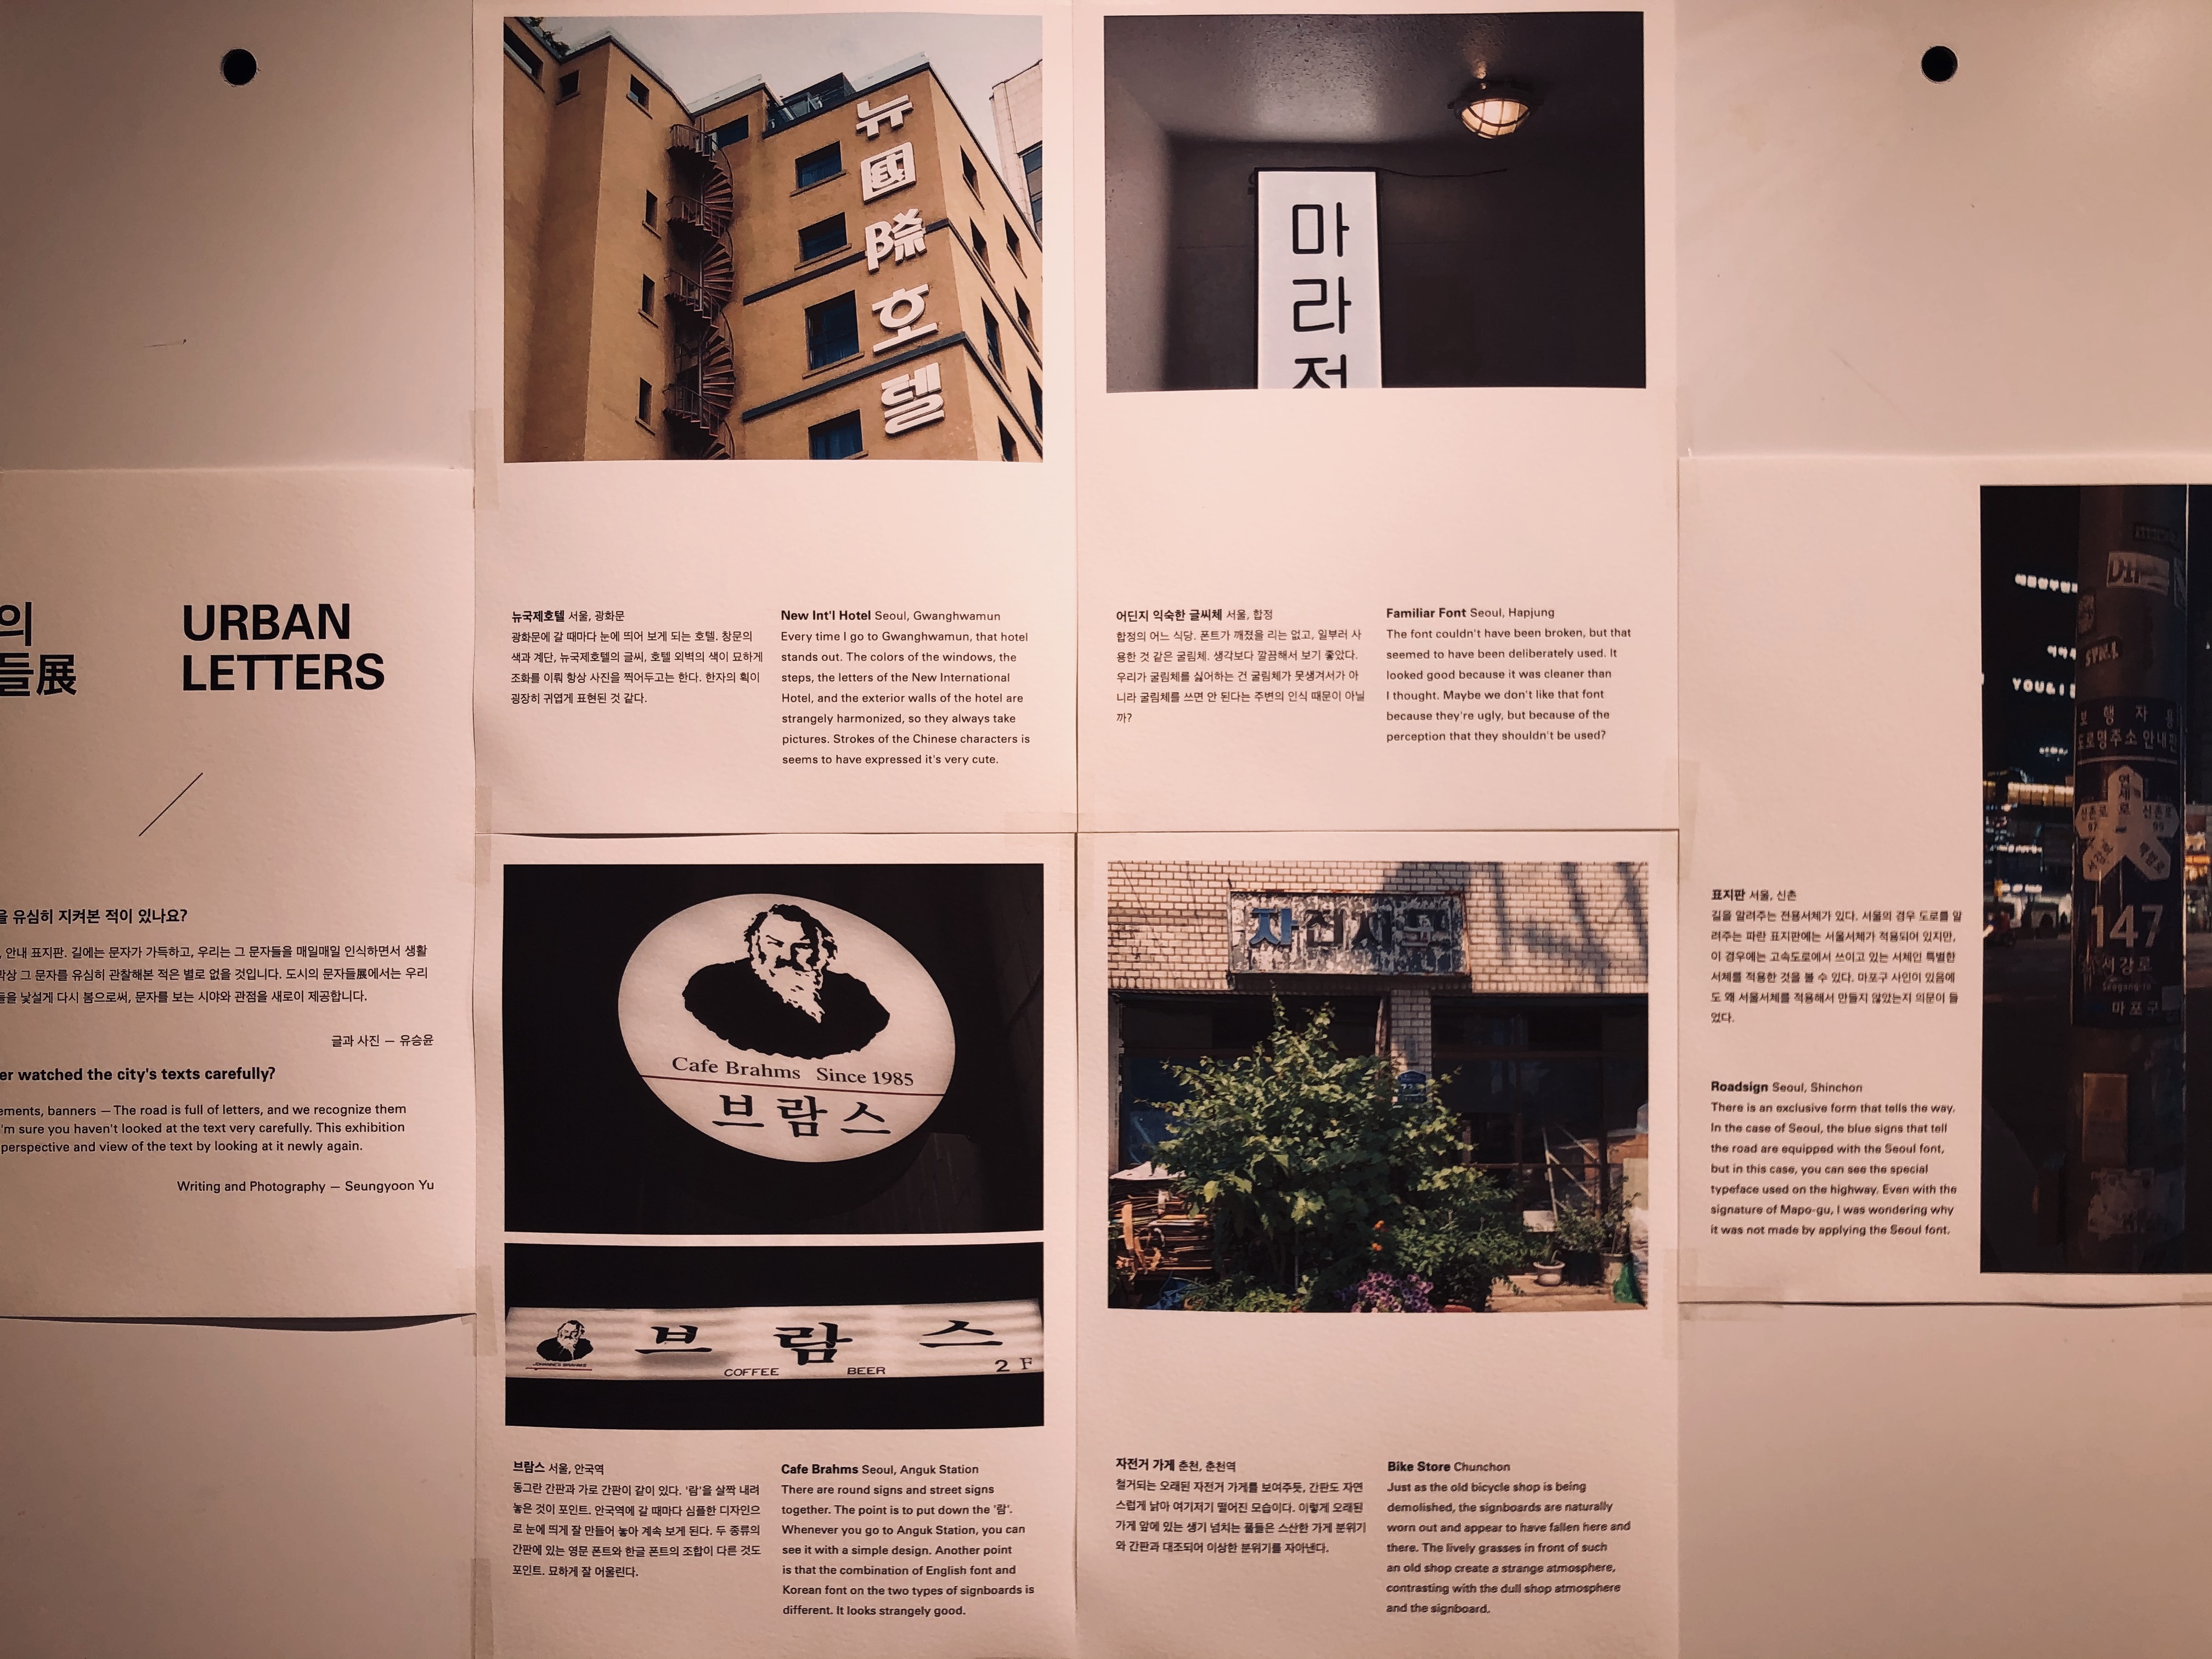 의
들展
URBAN
LETTERS
을 유심히 지켜본 적이 있나요?
, 안내 표지판. 길에는 문자가 가득하고, 우리는 그 문자들을 매일매일 인식하면서 생활
막상 그 문자를 유심히 관찰해본 적은 별로 없을 것입니다. 도시의 문자들展에서는 우리
들을 낯설게 다시 봄으로써, 문자를 보는 시야와 관점을 새로이 제공합니다.
글과 사진 — 유승윤
er watched the city's texts carefully?
ements, banners — The road is full of letters, and we recognize them
'm sure you haven't looked at the text very carefully. This exhibition
perspective and view of the text by looking at it newly again.
Writing and Photography — Seungyoon Yu
뉴
國
際
호
텔
뉴국제호텔 서울, 광화문
광화문에 갈 때마다 눈에 띄어 보게 되는 호텔. 창문의
색과 계단, 뉴국제호텔의 글씨, 호텔 외벽의 색이 묘하게
조화를 이뤄 항상 사진을 찍어두고는 한다. 한자의 획이
굉장히 귀엽게 표현된 것 같다.
New Int'l Hotel Seoul, Gwanghwamun
Every time I go to Gwanghwamun, that hotel
stands out. The colors of the windows, the
steps, the letters of the New International
Hotel, and the exterior walls of the hotel are
strangely harmonized, so they always take
pictures. Strokes of the Chinese characters is
seems to have expressed it's very cute.
마
라
전
어딘지 익숙한 글씨체 서울, 합정
합정의 어느 식당. 폰트가 깨졌을 리는 없고, 일부러 사
용한 것 같은 굴림체. 생각보다 깔끔해서 보기 좋았다.
우리가 굴림체를 싫어하는 건 굴림체가 못생겨서가 아
니라 굴림체를 쓰면 안 된다는 주변의 인식 때문이 아닐
까?
Familiar Font Seoul, Hapjung
The font couldn't have been broken, but that
seemed to have been deliberately used. It
looked good because it was cleaner than
I thought. Maybe we don't like that font
because they're ugly, but because of the
perception that they shouldn't be used?
Cafe Brahms Since 1985
브람스
JOHANNES BRAHMS
브 람 스
COFFEE BEER
2 F
브람스 서울, 안국역
동그란 간판과 가로 간판이 같이 있다. '람'을 살짝 내려
놓은 것이 포인트. 안국역에 갈 때마다 심플한 디자인으
로 눈에 띄게 잘 만들어 놓아 계속 보게 된다. 두 종류의
간판에 있는 영문 폰트와 한글 폰트의 조합이 다른 것도
포인트. 묘하게 잘 어울린다.
Cafe Brahms Seoul, Anguk Station
There are round signs and street signs
together. The point is to put down the '람'.
Whenever you go to Anguk Station, you can
see it with a simple design. Another point
is that the combination of English font and
Korean font on the two types of signboards is
different. It looks strangely good.
자전거
자전거 가게 춘천, 춘천역
철거되는 오래된 자전거 가게를 보여주듯, 간판도 자연
스럽게 낡아 여기저기 떨어진 모습이다. 이렇게 오래된
가게 앞에 있는 생기 넘치는 풀들은 스산한 가게 분위기
와 간판과 대조되어 이상한 분위기를 자아낸다.
Bike Store Chunchon
Just as the old bicycle shop is being
demolished, the signboards are naturally
worn out and appear to have fallen here and
there. The lively grasses in front of such
an old shop create a strange atmosphere,
contrasting with the dull shop atmosphere
and the signboard.
표지판 서울, 신촌
길을 알려주는 전용서체가 있다. 서울의 경우 도로를 알
려주는 파란 표지판에는 서울서체가 적용되어 있지만,
이 경우에는 고속도로에서 쓰이고 있는 서체인 특별한
서체를 적용한 것을 볼 수 있다. 마포구 사인이 있음에
도 왜 서울서체를 적용해서 만들지 않았는지 의문이 들
었다.
Roadsign Seoul, Shinchon
There is an exclusive form that tells the way.
In the case of Seoul, the blue signs that tell
the road are equipped with the Seoul font,
but in this case, you can see the special
typeface used on the highway. Even with the
signature of Mapo-gu, I was wondering why
it was not made by applying the Seoul font.
YOU&I
보 행 자 용
도로명주소 안내판
연세로
신촌로 97
신촌로 99
서강로
백범로
147
서강로
Seogang-ro
마포구